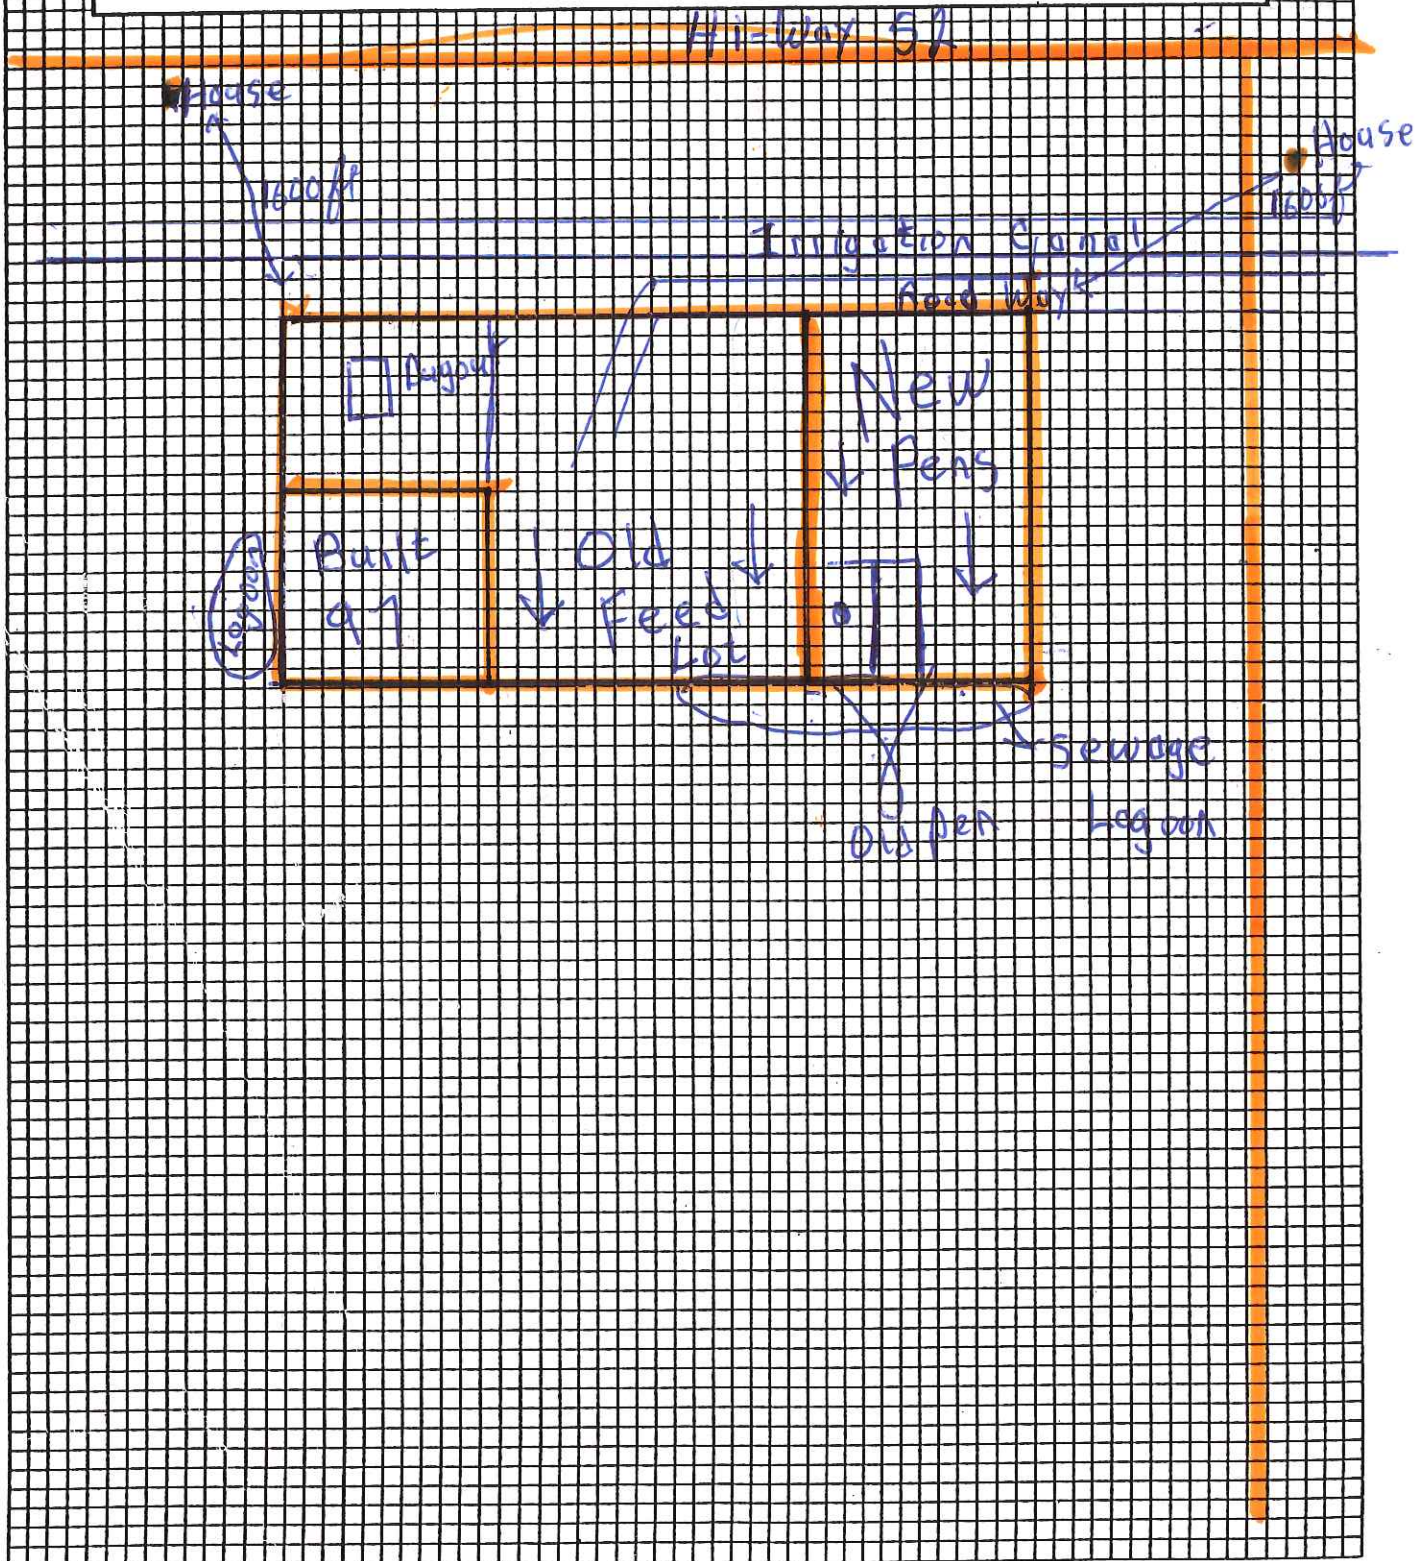 Hi-Way 52
House
House
1600ft
1600ft
Irrigation Canal
Road Way
Dugout
New
Pens
Built
97
Old
Feed
Lot
Lagoon
Sewage
Lagoon
Old Pen